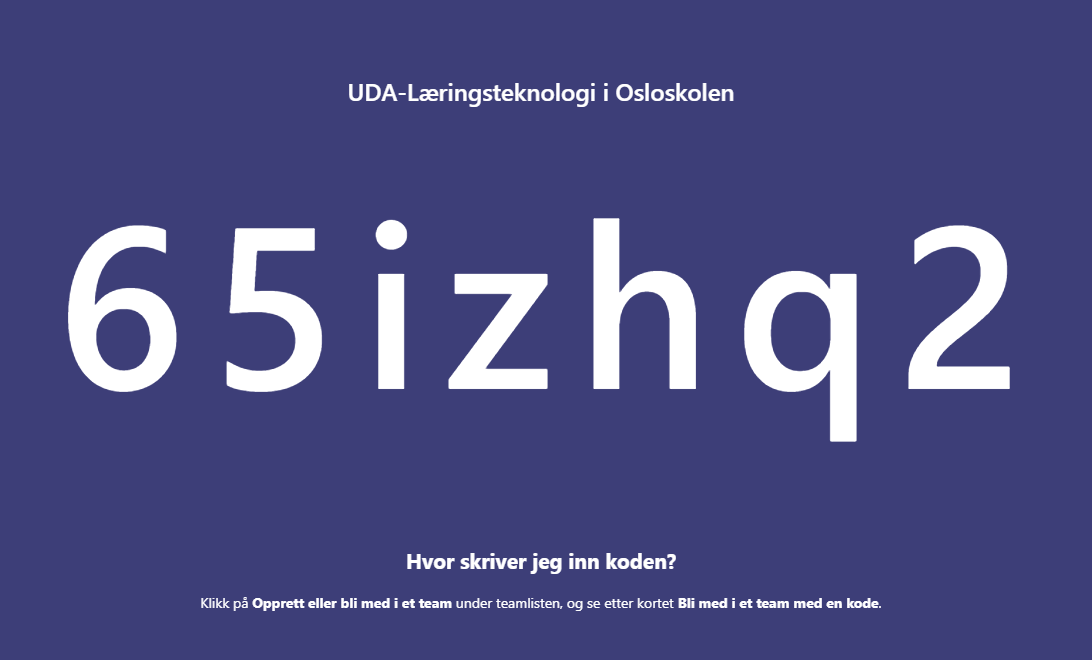 UDA-Læringsteknologi i Osloskolen
65izhq2
Hvor skriver jeg inn koden?
Klikk på Opprett eller bli med i et team under teamlisten, og se etter kortet Bli med i et team med en kode.